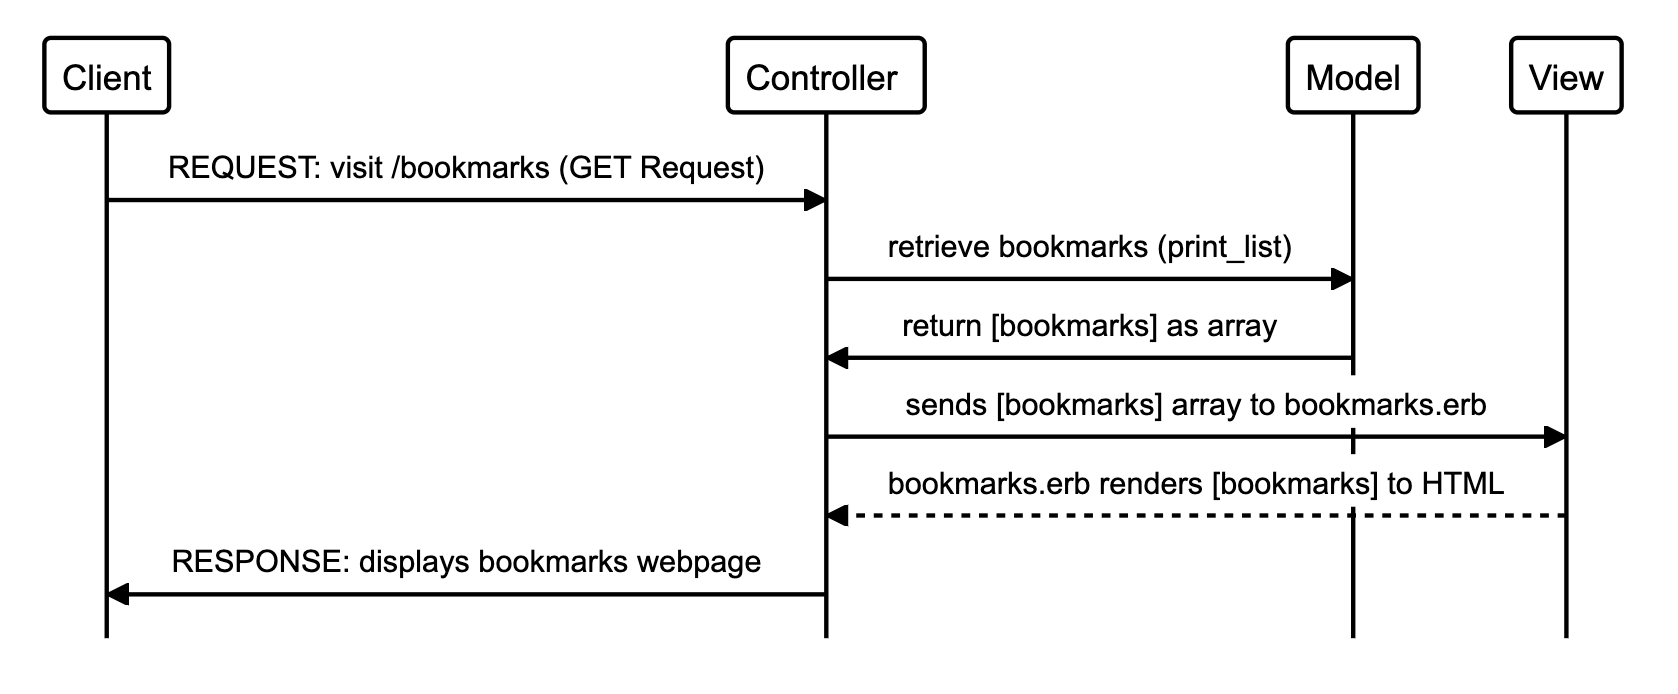 Client
Controller
Model
View
REQUEST: visit /bookmarks (GET Request)
retrieve bookmarks (print_list)
return [bookmarks] as array
sends [bookmarks] array to bookmarks.erb
bookmarks.erb renders [bookmarks] to HTML
RESPONSE: displays bookmarks webpage